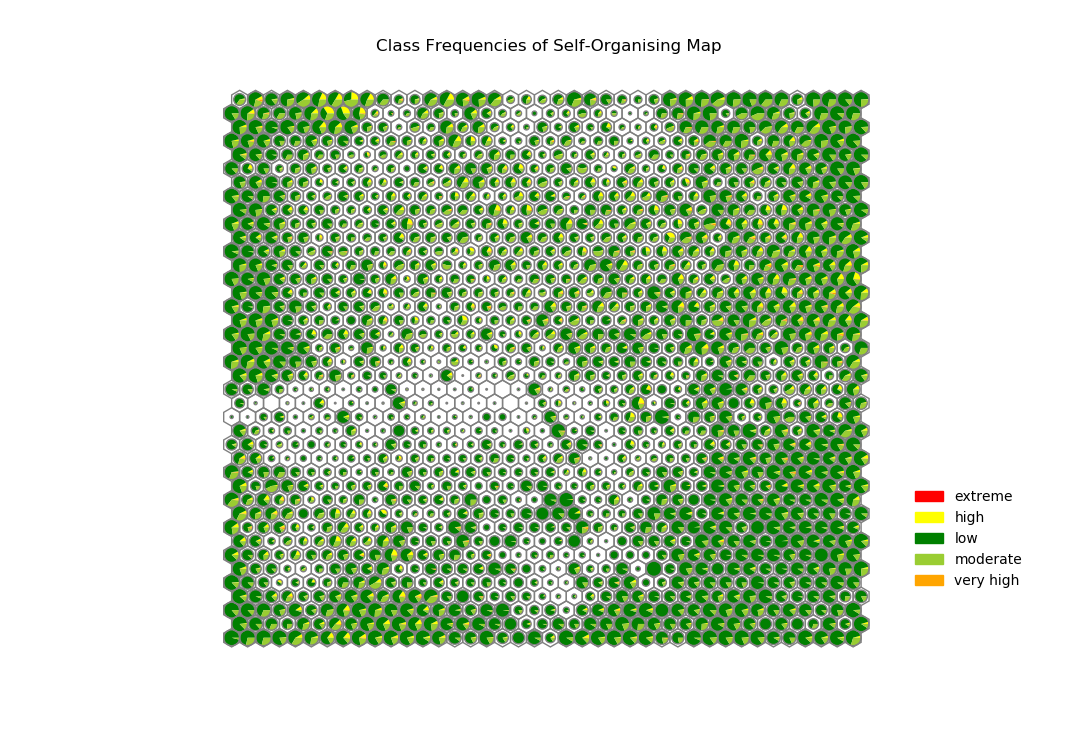 Class Frequencies of Self-Organising Map
extreme
high
low
moderate
very high